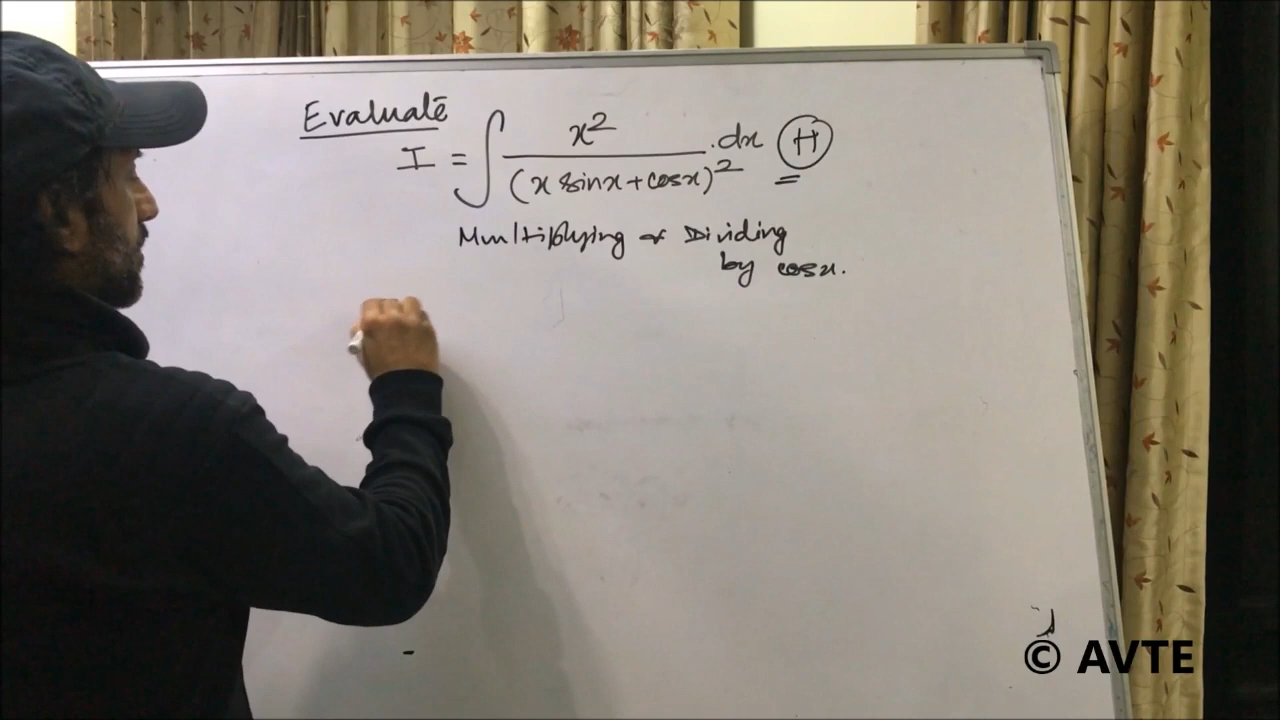 Evaluate
I = ∫ x² / (x sinx + cosx)² . dx (H)
Multiplying & Dividing
by cosx.
© AVTE